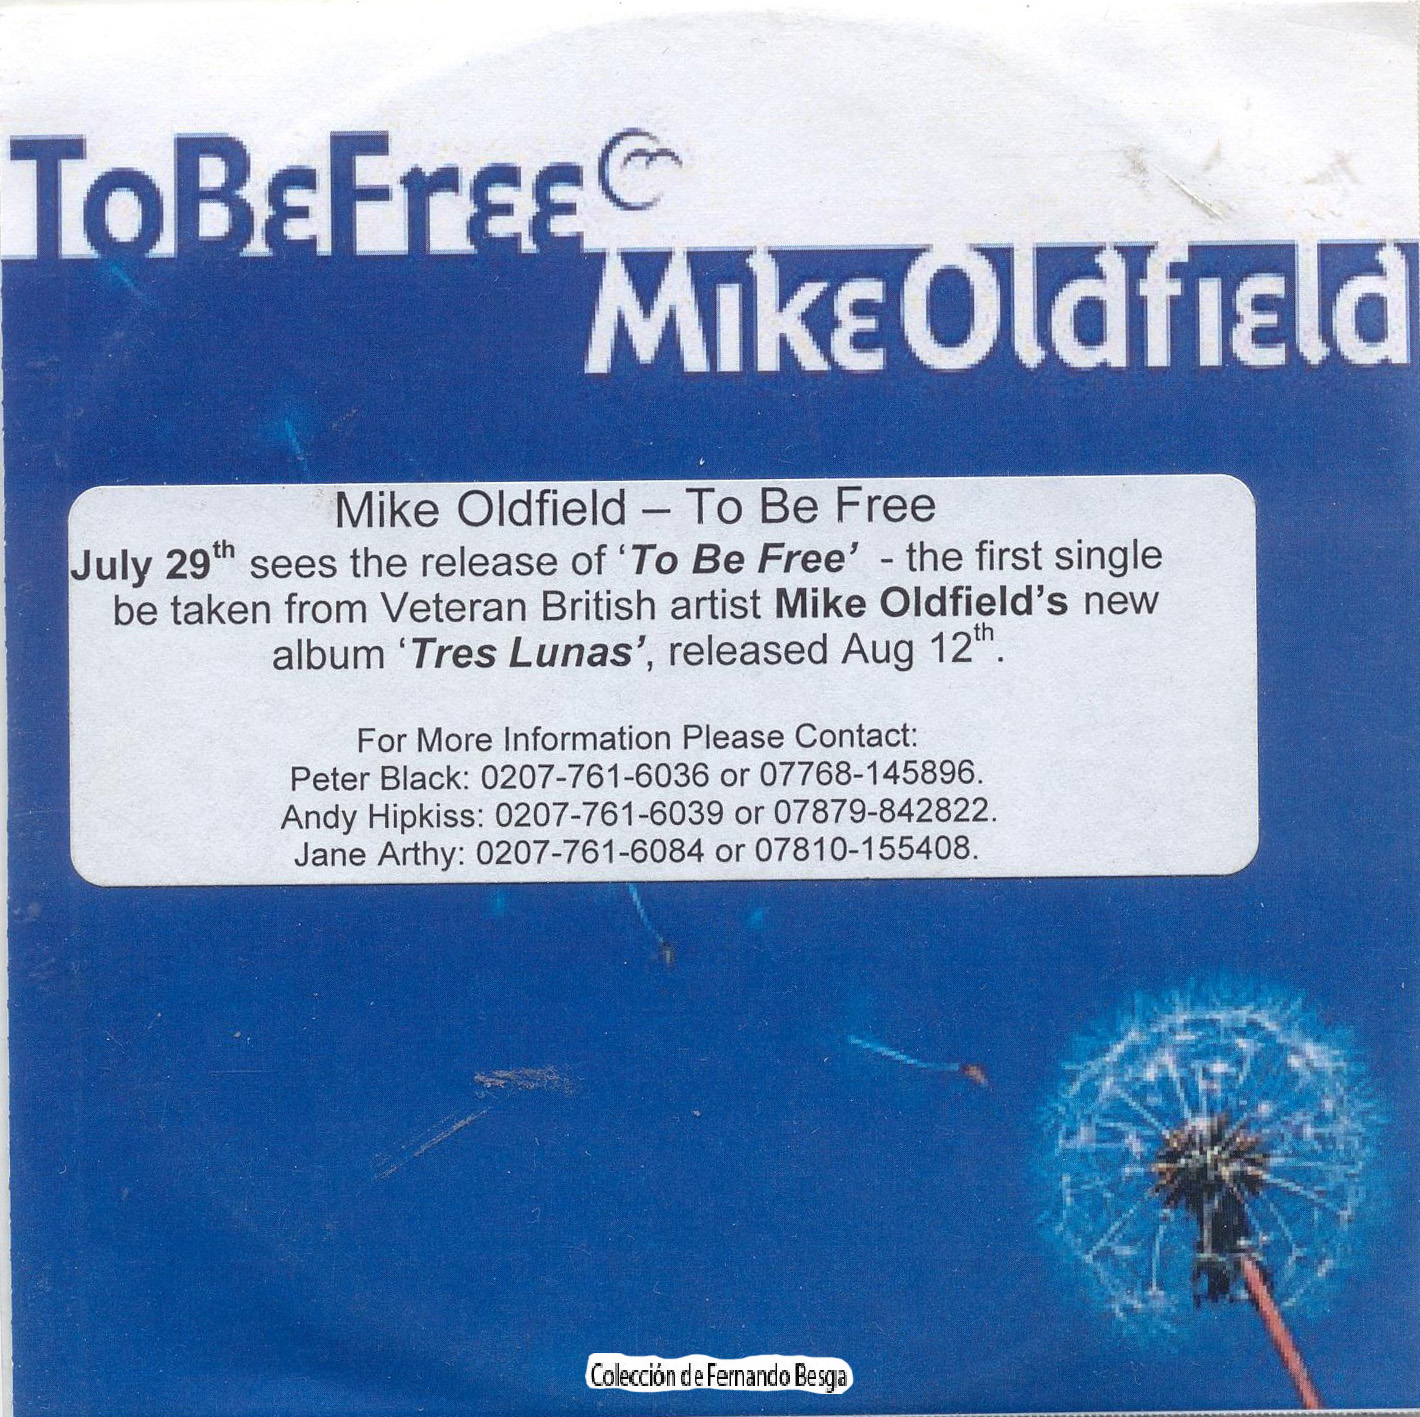 ToBeFree
MikeOldfield
Mike Oldfield – To Be Free
July 29th sees the release of ‘To Be Free’ - the first single
be taken from Veteran British artist Mike Oldfield’s new
album ‘Tres Lunas’, released Aug 12th.
For More Information Please Contact:
Peter Black: 0207-761-6036 or 07768-145896.
Andy Hipkiss: 0207-761-6039 or 07879-842822.
Jane Arthy: 0207-761-6084 or 07810-155408.
Colección de Fernando Besga